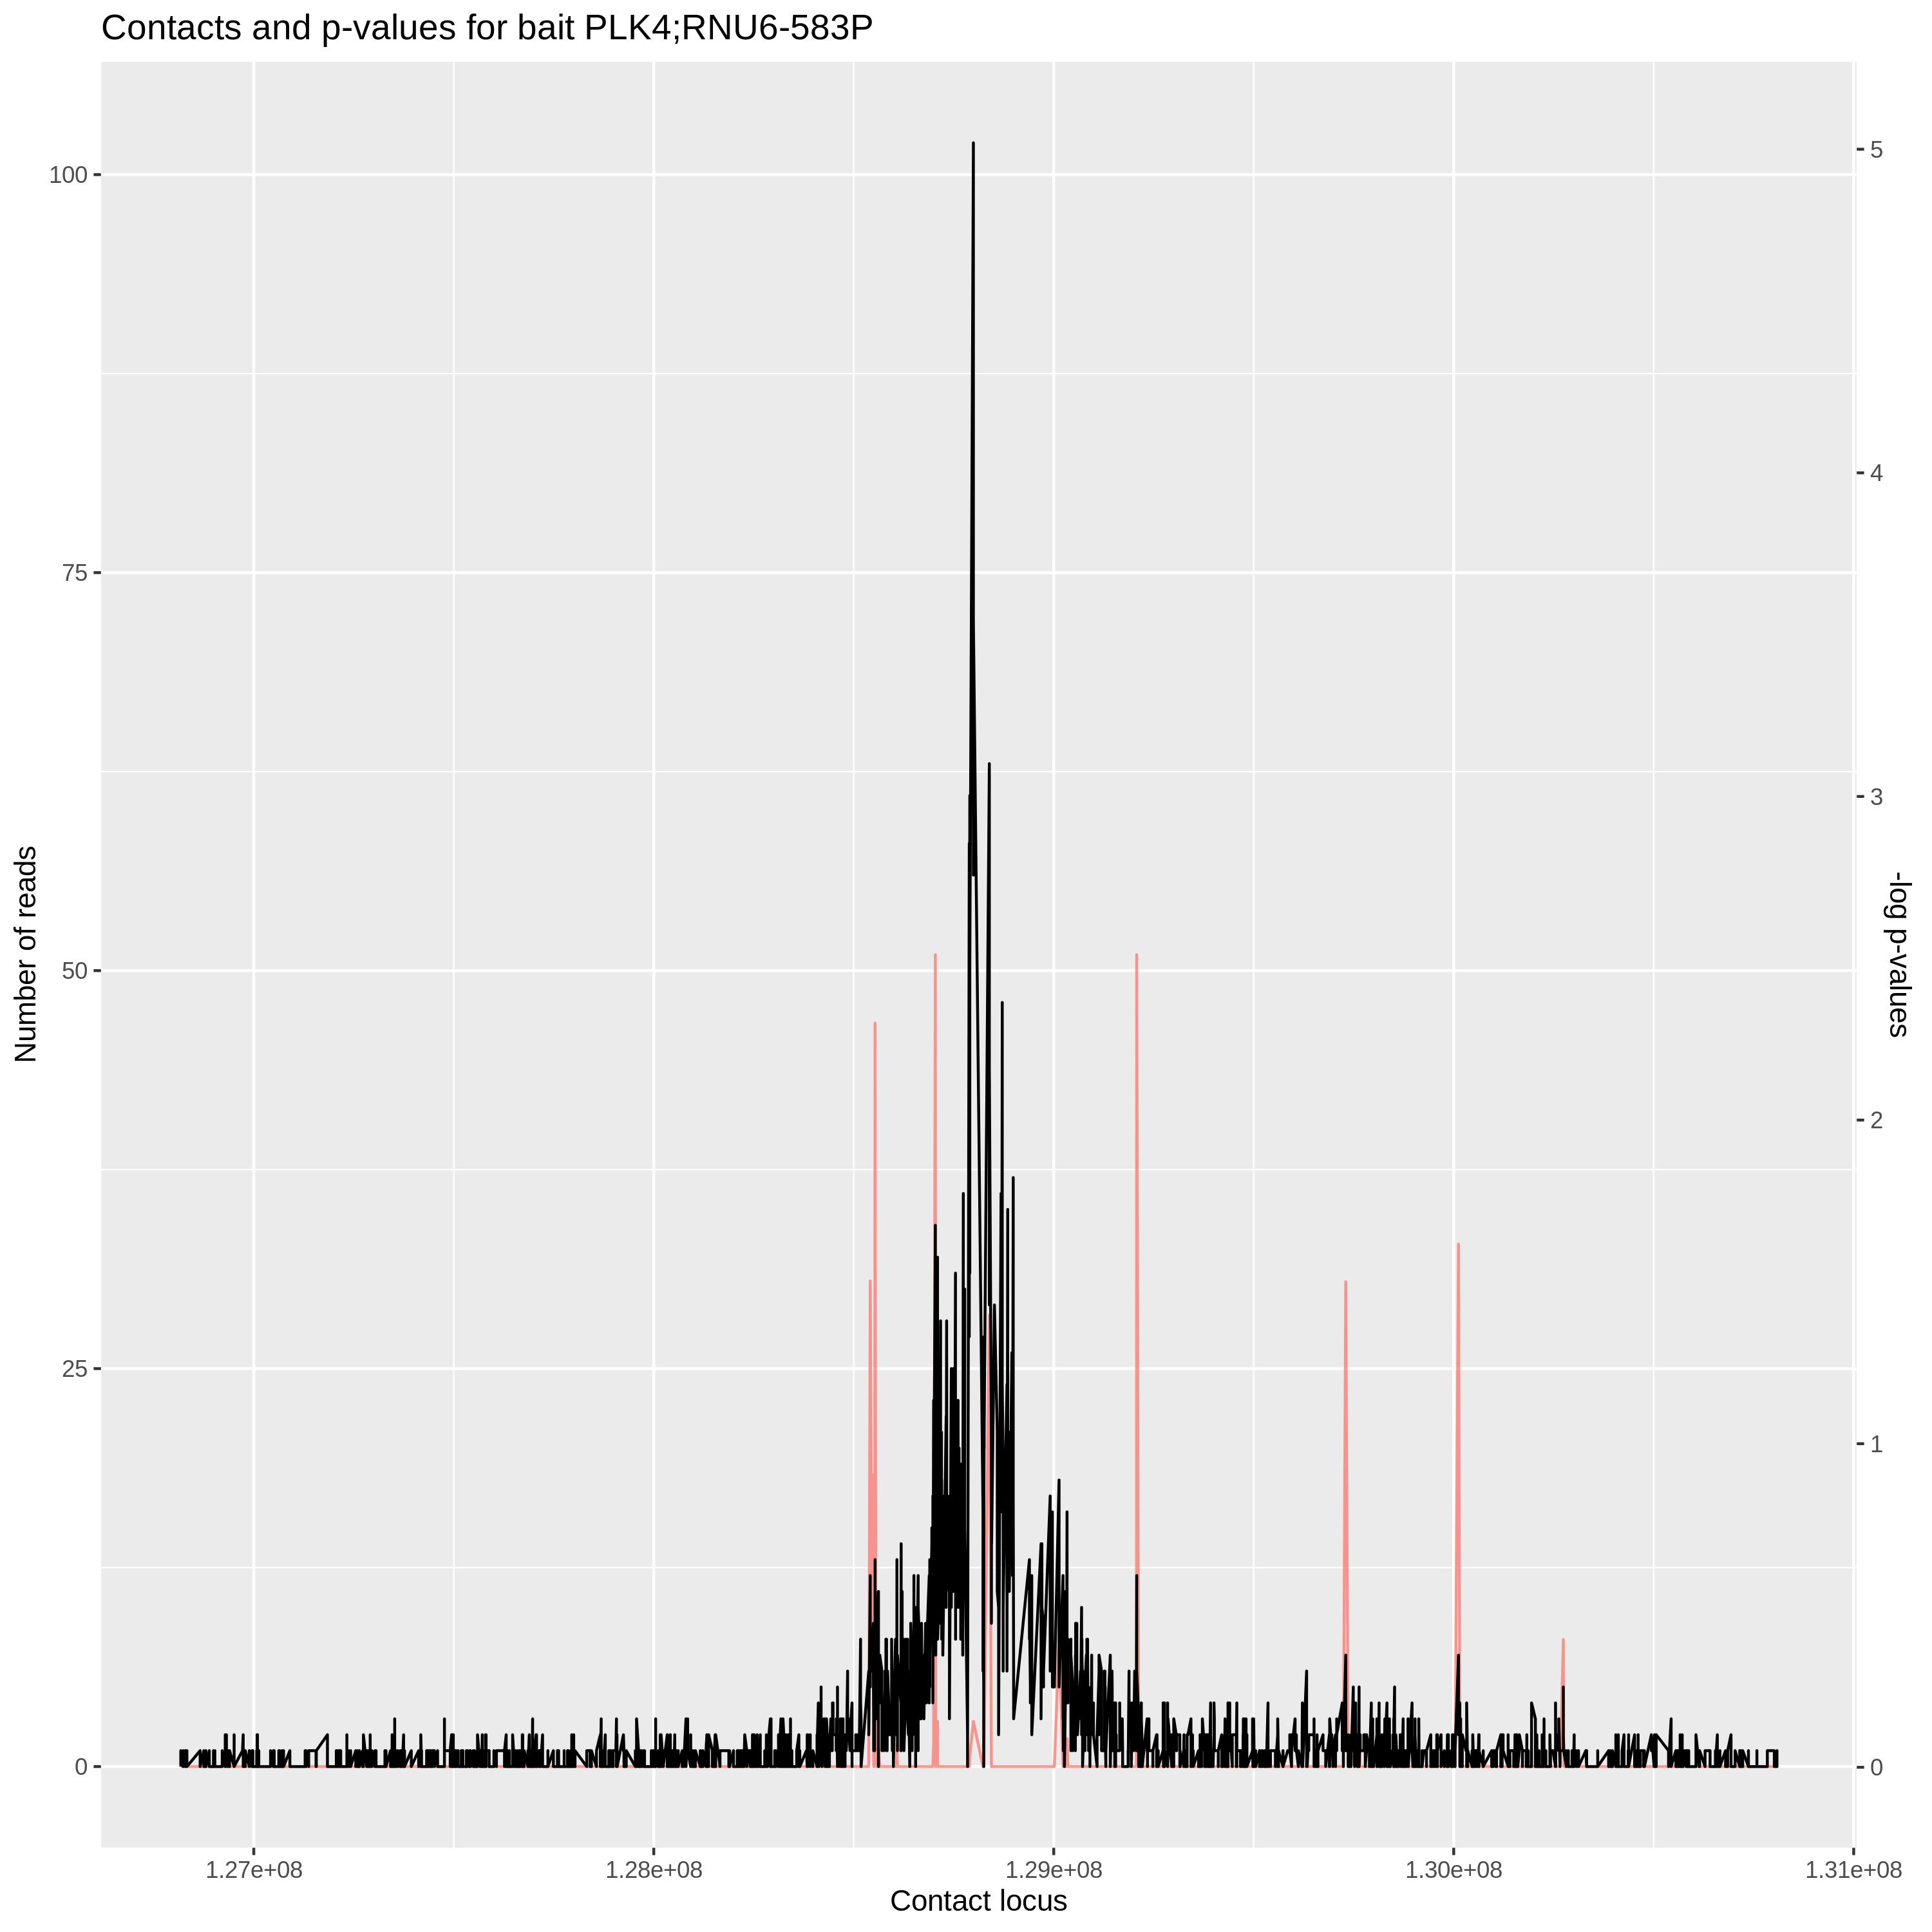 Contacts and p-values for bait PLK4;RNU6-583P
100
75
50
25
0
Number of reads
5
4
3
2
1
0
-log p-values
1.27e+08
1.28e+08
1.29e+08
1.30e+08
1.31e+08
Contact locus